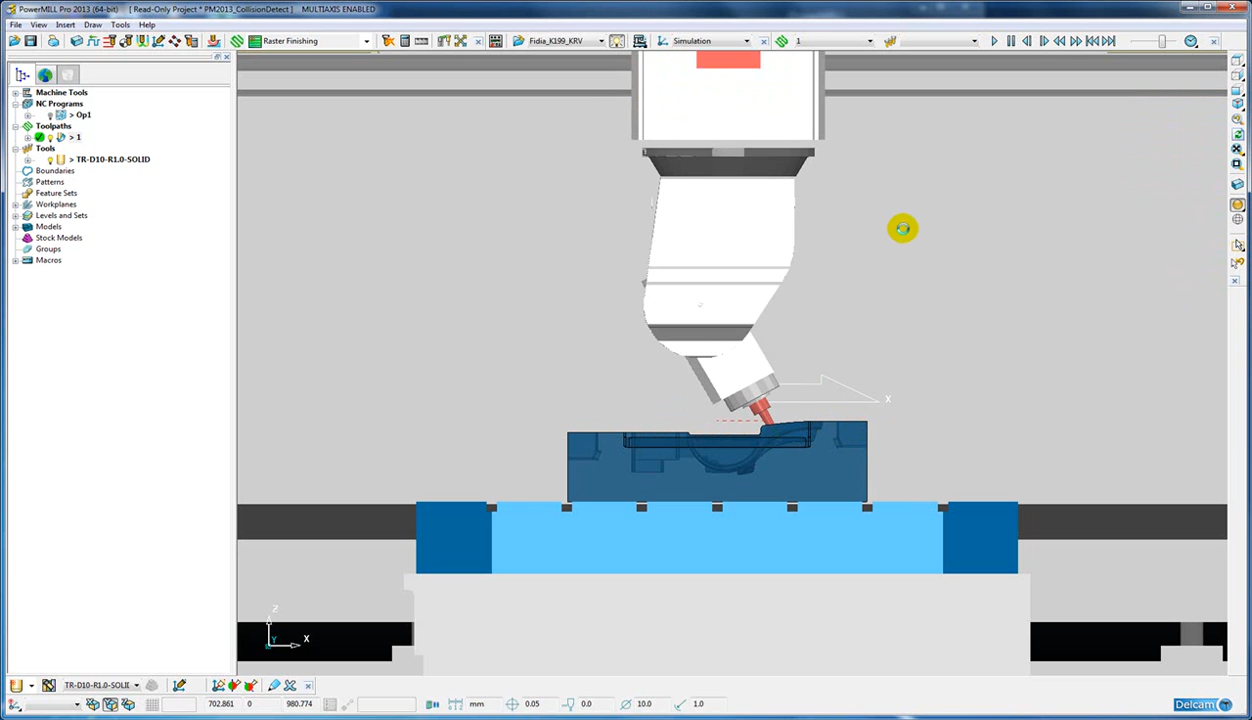 PowerMILL Pro 2013 (64-bit)    [ Read-Only Project * PM2013_CollisionDetect ]    MULTIAXIS ENABLED
File View Insert Draw Tools Help
Raster Finishing Fidia_K199_KRV Simulation 1
Machine Tools
NC Programs
> Op1
Toolpaths
> 1
Tools
> TR-D10-R1.0-SOLID
Boundaries
Patterns
Feature Sets
Workplanes
Levels and Sets
Models
Stock Models
Groups
Macros
X
Z
Y X
TR-D10-R1.0-SOLI
702.861 0 980.774 mm 0.05 0.0 10.0 1.0 Delcam